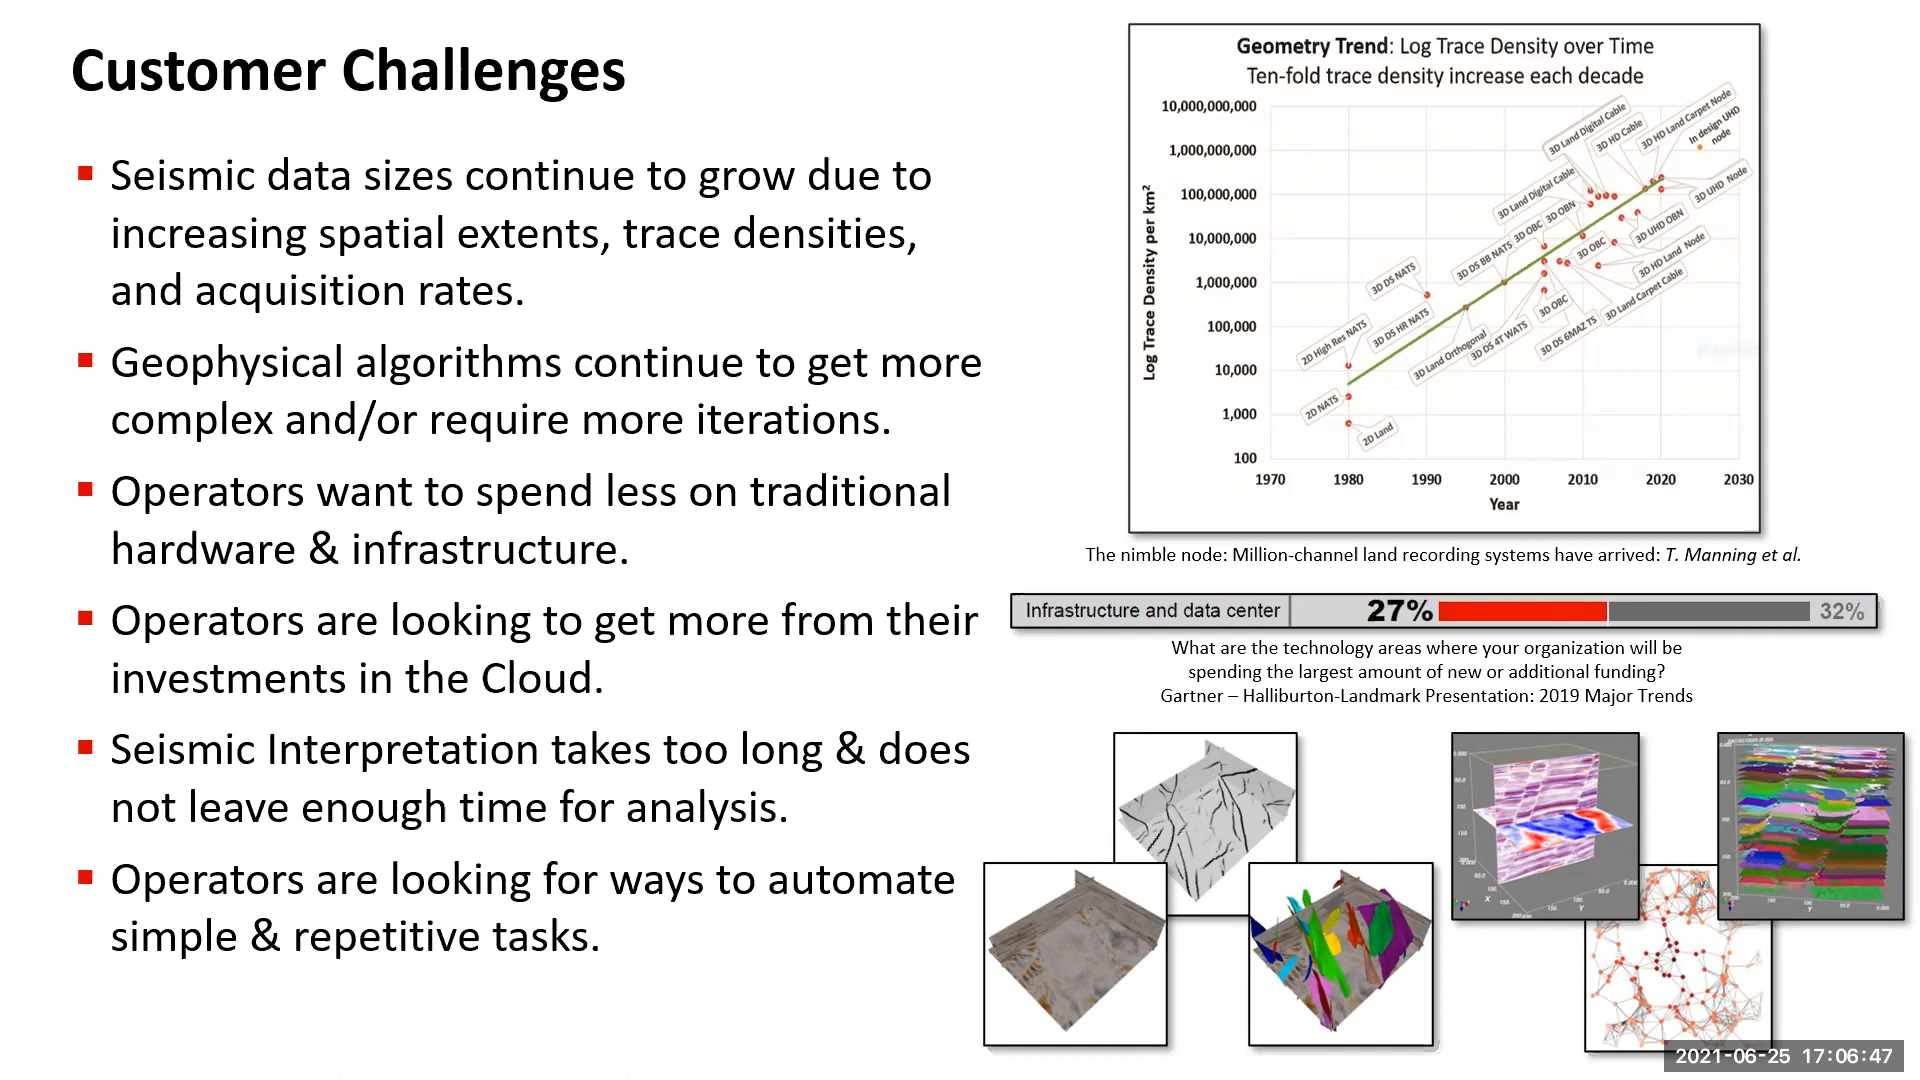 Customer Challenges
Seismic data sizes continue to grow due to
increasing spatial extents, trace densities,
and acquisition rates.
Geophysical algorithms continue to get more
complex and/or require more iterations.
Operators want to spend less on traditional
hardware & infrastructure.
Operators are looking to get more from their
investments in the Cloud.
Seismic Interpretation takes too long & does
not leave enough time for analysis.
Operators are looking for ways to automate
simple & repetitive tasks.
Geometry Trend: Log Trace Density over Time
Ten-fold trace density increase each decade
Log Trace Density per km²
10,000,000,000
1,000,000,000
100,000,000
10,000,000
1,000,000
100,000
10,000
1,000
100
3D Land Digital Cable
3D HD Cable
3D HD Land Carpet Node
In design UHD
node
3D Land Digital Cable
3D UHD Node
3D OBN
3D OBC
3D UHD OBN
3D DS BB NATS
3D OBC
3D HD Land Node
3D DS NATS
3D Land Carpet Cable
3D OBC
2D High Res NATS
3D DS HR NATS
3D Land Orthogonal
3D DS 4T WATS
3D DS 6MAZ TS
2D NATS
2D Land
1970
1980
1990
2000
2010
2020
2030
Year
The nimble node: Million-channel land recording systems have arrived: T. Manning et al.
Infrastructure and data center 27% 32%
What are the technology areas where your organization will be
spending the largest amount of new or additional funding?
Gartner – Halliburton-Landmark Presentation: 2019 Major Trends
X
Y
Y
2021-06-25 17:06:47